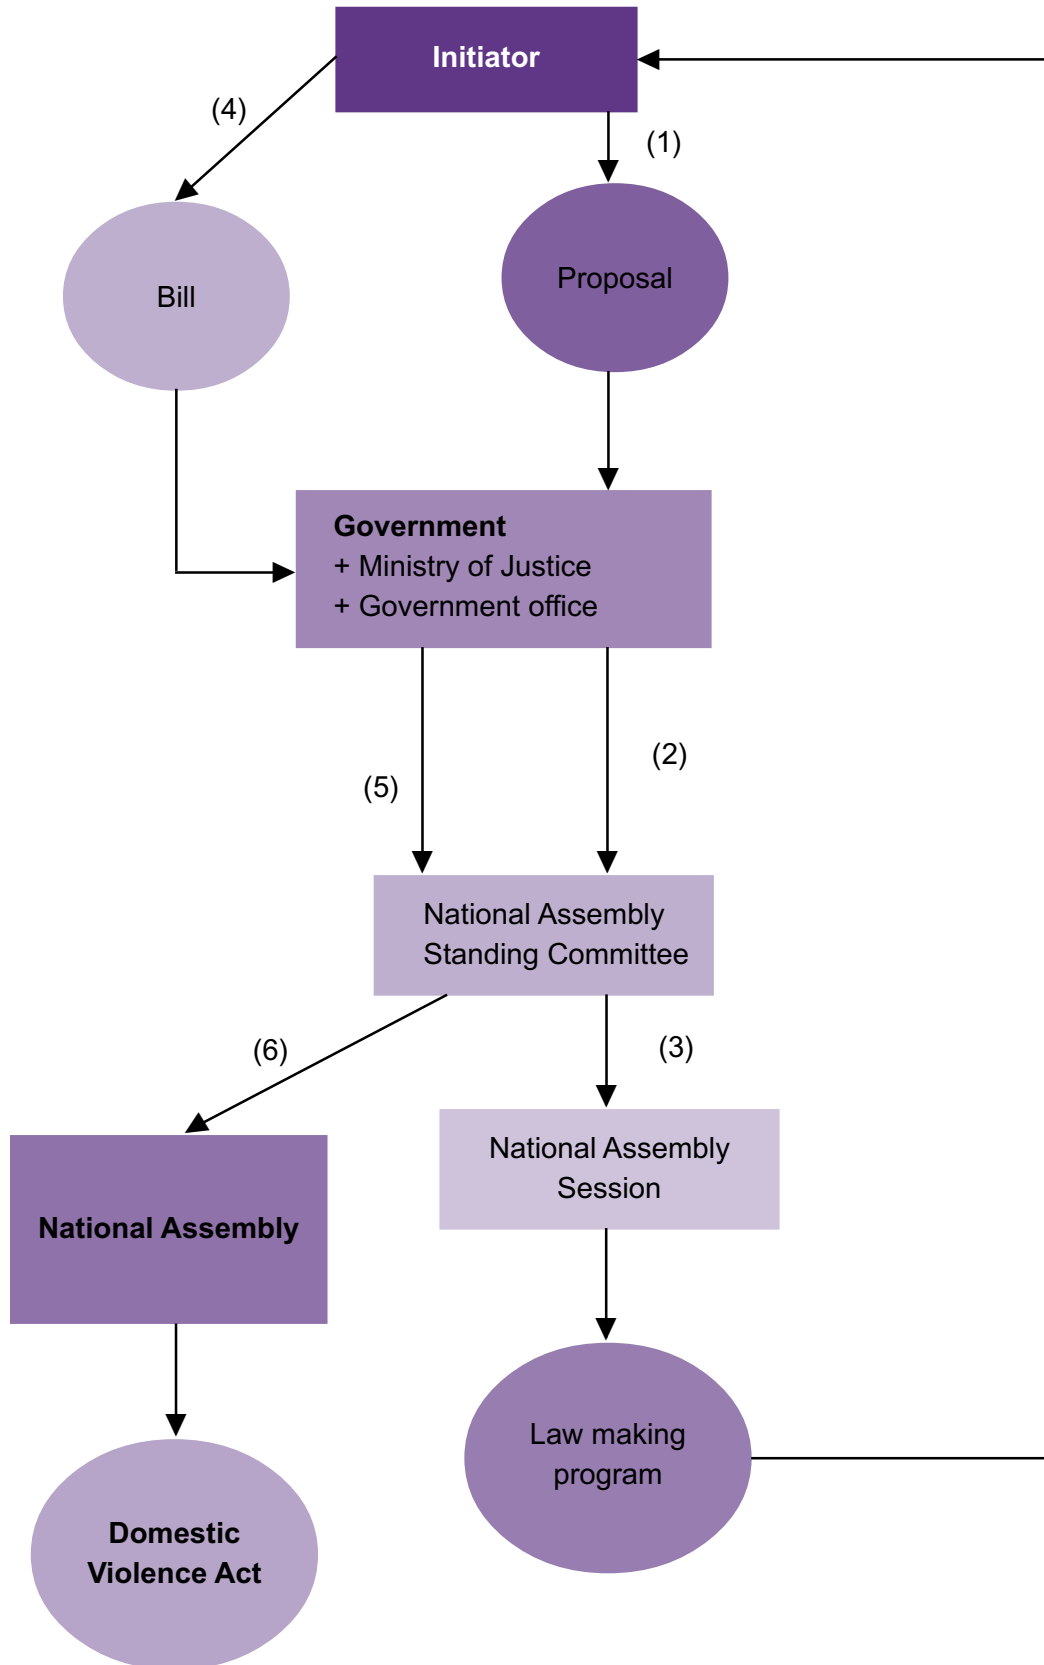 Initiator
(4)
(1)
Bill
Proposal
Government
+ Ministry of Justice
+ Government office
(5)
(2)
National Assembly
Standing Committee
(6)
(3)
National Assembly
National Assembly
Session
Law making
program
Domestic
Violence Act